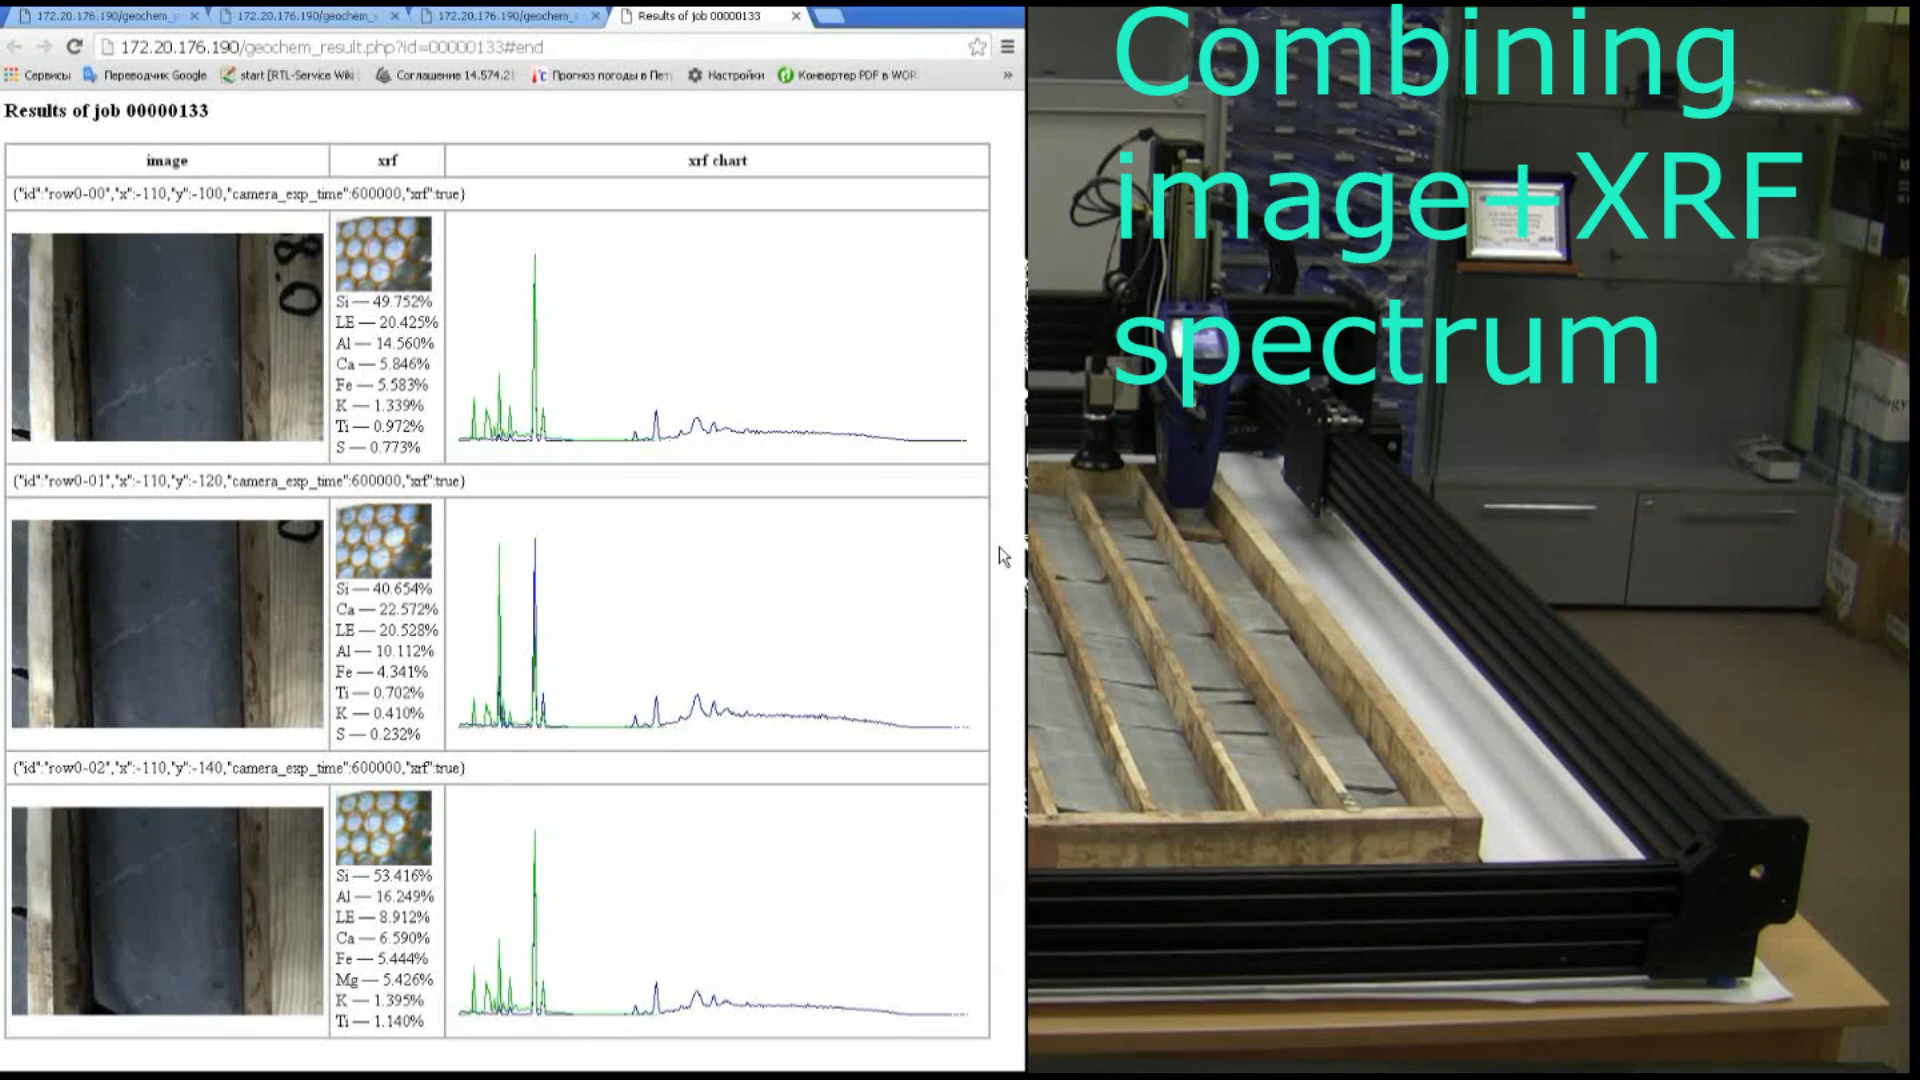 172.20.176.190/geochem_
172.20.176.190/geochem_
172.20.176.190/geochem_
Results of job 00000133
172.20.176.190/geochem_result.php?id=00000133#end
Сервисы
Переводчик Google
start [RTL-Service Wiki
Соглашение 14.574.21
Прогноз погоды в Пет
Настройки
Конвертер PDF в WOR
»
Results of job 00000133
image
xrf
xrf chart
{"id":"row0-00","x":-110,"y":-100,"camera_exp_time":600000,"xrf":true}
Si — 49.752%
LE — 20.425%
Al — 14.560%
Ca — 5.846%
Fe — 5.583%
K — 1.339%
Ti — 0.972%
S — 0.773%
{"id":"row0-01","x":-110,"y":-120,"camera_exp_time":600000,"xrf":true}
Si — 40.654%
Ca — 22.572%
LE — 20.528%
Al — 10.112%
Fe — 4.341%
Ti — 0.702%
K — 0.410%
S — 0.232%
{"id":"row0-02","x":-110,"y":-140,"camera_exp_time":600000,"xrf":true}
Si — 53.416%
Al — 16.249%
LE — 8.912%
Ca — 6.590%
Fe — 5.444%
Mg — 5.426%
K — 1.395%
Ti — 1.140%
Combining
image+XRF
spectrum